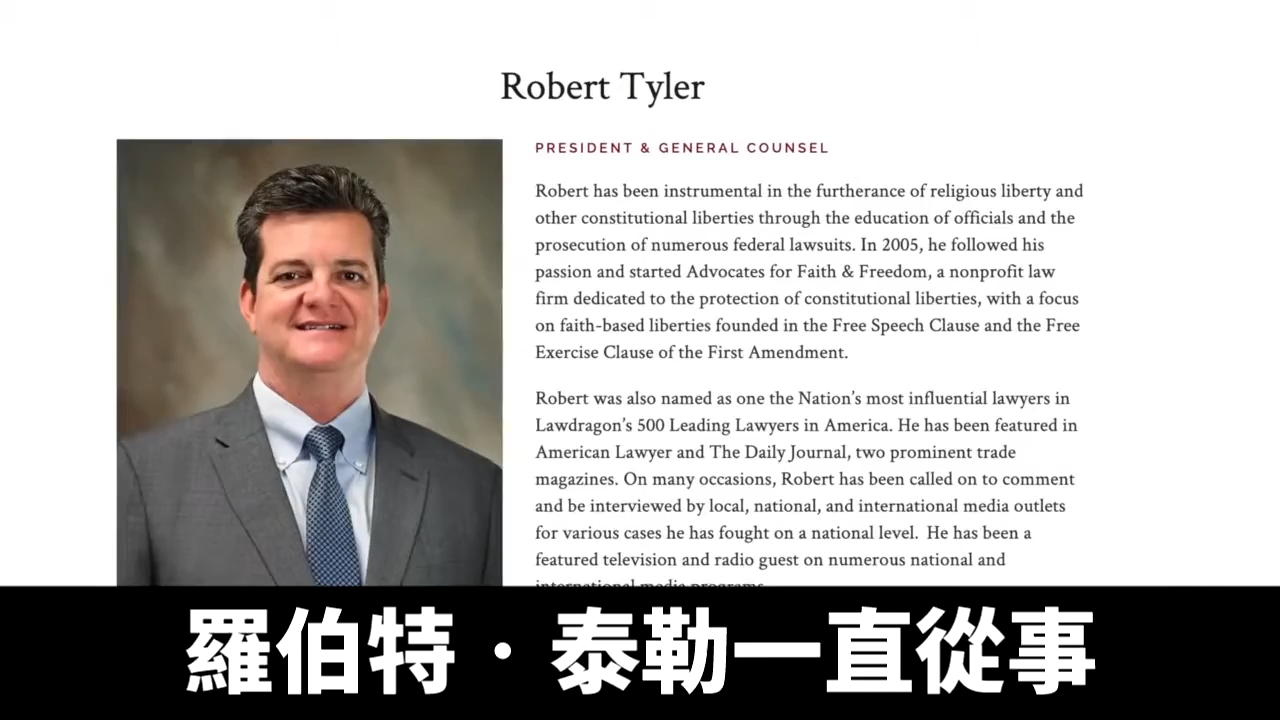 Robert Tyler
PRESIDENT & GENERAL COUNSEL
Robert has been instrumental in the furtherance of religious liberty and
other constitutional liberties through the education of officials and the
prosecution of numerous federal lawsuits. In 2005, he followed his
passion and started Advocates for Faith & Freedom, a nonprofit law
firm dedicated to the protection of constitutional liberties, with a focus
on faith-based liberties founded in the Free Speech Clause and the Free
Exercise Clause of the First Amendment.
Robert was also named as one the Nation’s most influential lawyers in
Lawdragon’s 500 Leading Lawyers in America. He has been featured in
American Lawyer and The Daily Journal, two prominent trade
magazines. On many occasions, Robert has been called on to comment
and be interviewed by local, national, and international media outlets
for various cases he has fought on a national level. He has been a
featured television and radio guest on numerous national and
international media programs.
羅伯特·泰勒一直從事